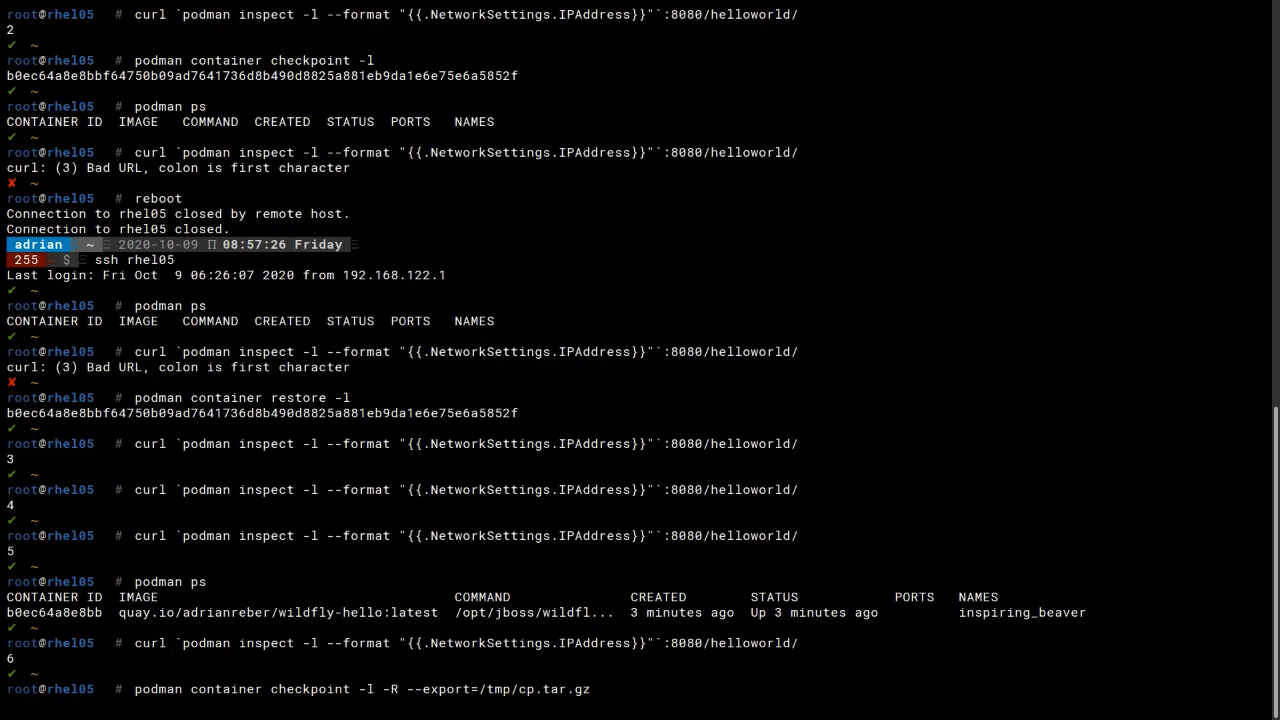 root@rhel05 # curl `podman inspect -l --format "{{.NetworkSettings.IPAddress}}"`:8080/helloworld/
2
✔ ~
root@rhel05 # podman container checkpoint -l
b0ec64a8e8bbf64750b09ad7641736d8b490d8825a881eb9da1e6e75e6a5852f
✔ ~
root@rhel05 # podman ps
CONTAINER ID IMAGE COMMAND CREATED STATUS PORTS NAMES
✔ ~
root@rhel05 # curl `podman inspect -l --format "{{.NetworkSettings.IPAddress}}"`:8080/helloworld/
curl: (3) Bad URL, colon is first character
✘ ~
root@rhel05 # reboot
Connection to rhel05 closed by remote host.
Connection to rhel05 closed.
adrian ~ 2020-10-09 08:57:26 Friday
255 $ ssh rhel05
Last login: Fri Oct 9 06:26:07 2020 from 192.168.122.1
✔ ~
root@rhel05 # podman ps
CONTAINER ID IMAGE COMMAND CREATED STATUS PORTS NAMES
✔ ~
root@rhel05 # curl `podman inspect -l --format "{{.NetworkSettings.IPAddress}}"`:8080/helloworld/
curl: (3) Bad URL, colon is first character
✘ ~
root@rhel05 # podman container restore -l
b0ec64a8e8bbf64750b09ad7641736d8b490d8825a881eb9da1e6e75e6a5852f
✔ ~
root@rhel05 # curl `podman inspect -l --format "{{.NetworkSettings.IPAddress}}"`:8080/helloworld/
3
✔ ~
root@rhel05 # curl `podman inspect -l --format "{{.NetworkSettings.IPAddress}}"`:8080/helloworld/
4
✔ ~
root@rhel05 # curl `podman inspect -l --format "{{.NetworkSettings.IPAddress}}"`:8080/helloworld/
5
✔ ~
root@rhel05 # podman ps
CONTAINER ID IMAGE COMMAND CREATED STATUS PORTS NAMES
b0ec64a8e8bb quay.io/adrianreber/wildfly-hello:latest /opt/jboss/wildfl... 3 minutes ago Up 3 minutes ago inspiring_beaver
✔ ~
root@rhel05 # curl `podman inspect -l --format "{{.NetworkSettings.IPAddress}}"`:8080/helloworld/
6
✔ ~
root@rhel05 # podman container checkpoint -l -R --export=/tmp/cp.tar.gz